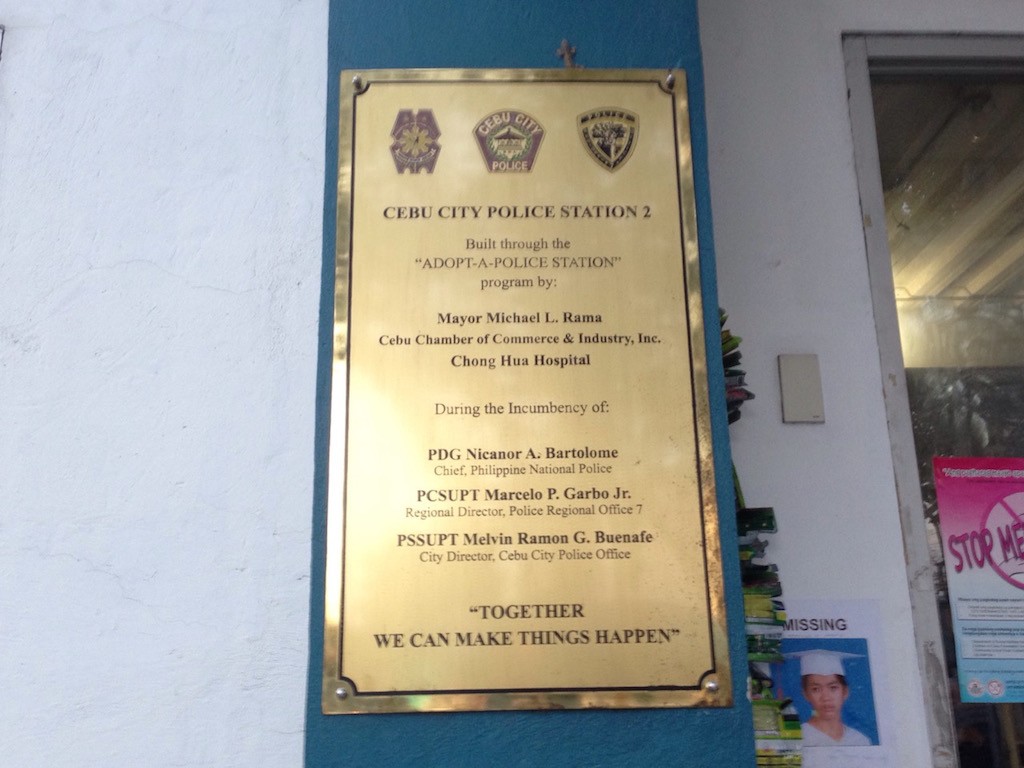 CEBU CITY
POLICE
POLICE
CEBU CITY POLICE STATION 2
Built through the
“ADOPT-A-POLICE STATION”
program by:
Mayor Michael L. Rama
Cebu Chamber of Commerce & Industry, Inc.
Chong Hua Hospital
During the Incumbency of:
PDG Nicanor A. Bartolome
Chief, Philippine National Police
PCSUPT Marcelo P. Garbo Jr.
Regional Director, Police Regional Office 7
PSSUPT Melvin Ramon G. Buenafe
City Director, Cebu City Police Office
“TOGETHER
WE CAN MAKE THINGS HAPPEN”
MISSING
STOP ME